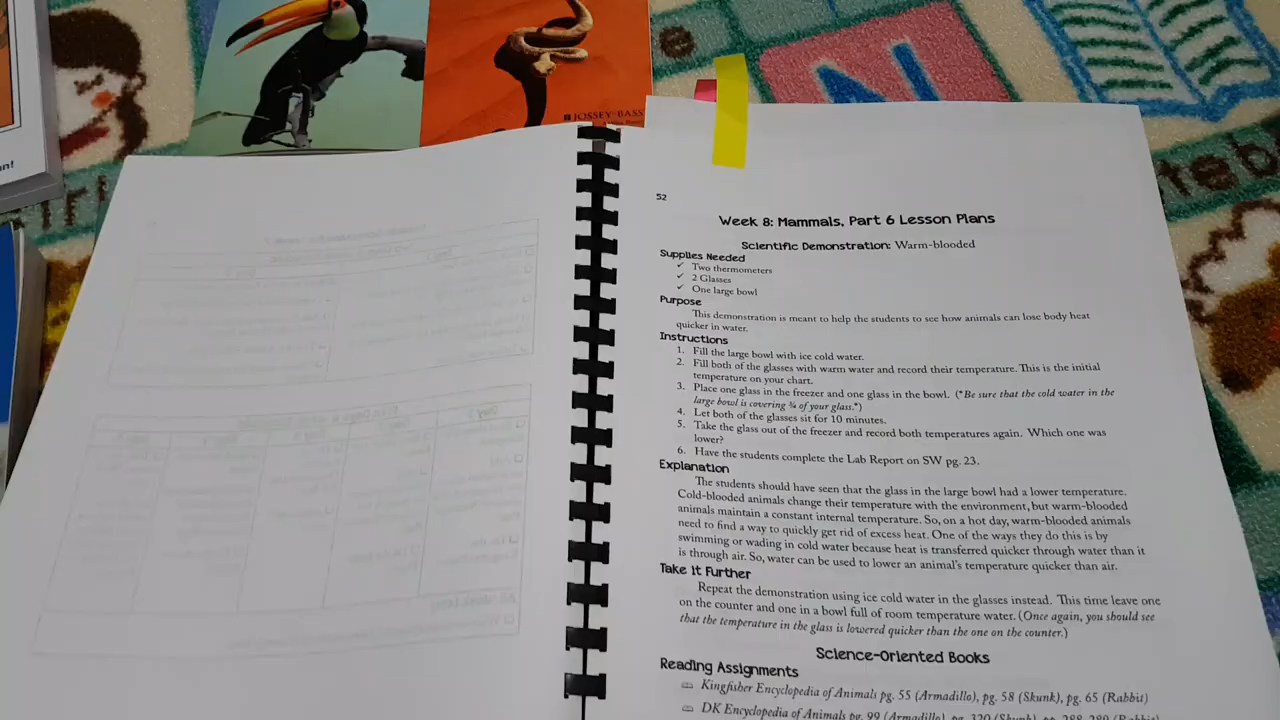 JOSSEY-BASS
52
Week 8: Mammals, Part 6 Lesson Plans
Scientific Demonstration: Warm-blooded
Supplies Needed
✓ Two thermometers
✓ 2 Glasses
✓ One large bowl
Purpose
This demonstration is meant to help the students to see how animals can lose body heat
quicker in water.
Instructions
1. Fill the large bowl with ice cold water.
2. Fill both of the glasses with warm water and record their temperature. This is the initial
temperature on your chart.
3. Place one glass in the freezer and one glass in the bowl. (*Be sure that the cold water in the
large bowl is covering ¾ of your glass.*)
4. Let both of the glasses sit for 10 minutes.
5. Take the glass out of the freezer and record both temperatures again. Which one was
lower?
6. Have the students complete the Lab Report on SW pg. 23.
Explanation
The students should have seen that the glass in the large bowl had a lower temperature.
Cold-blooded animals change their temperature with the environment, but warm-blooded
animals maintain a constant internal temperature. So, on a hot day, warm-blooded animals
need to find a way to quickly get rid of excess heat. One of the ways they do this is by
swimming or wading in cold water because heat is transferred quicker through water than it
is through air. So, water can be used to lower an animal's temperature quicker than air.
Take it Further
Repeat the demonstration using ice cold water in the glasses instead. This time leave one
on the counter and one in a bowl full of room temperature water. (Once again, you should see
that the temperature in the glass is lowered quicker than the one on the counter.)
Science-Oriented Books
Reading Assignments
Kingfisher Encyclopedia of Animals pg. 55 (Armadillo), pg. 58 (Skunk), pg. 65 (Rabbit)
DK Encyclopedia of Animals pg. 99 (Armadillo), pg. 320 (Skunk), pg. 288-289 (Rabbit)